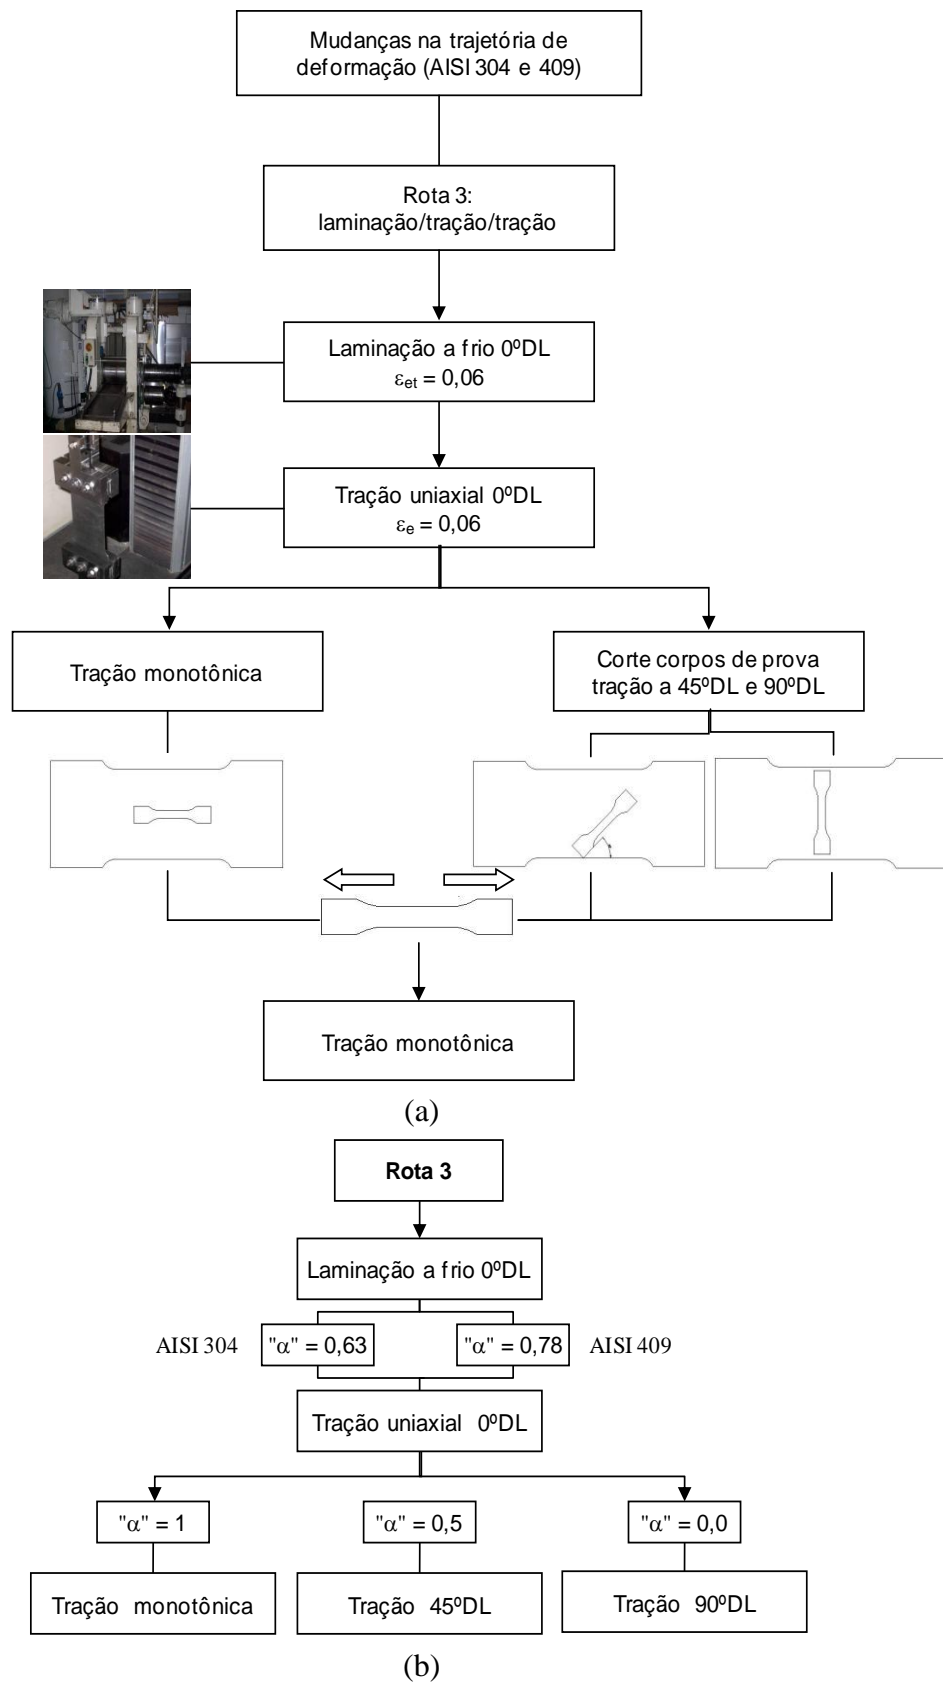 Mudanças na trajetória de
deformação (AISI 304 e 409)
Rota 3:
laminação/tração/tração
Laminação a frio 0ºDL
εet = 0,06
Tração uniaxial 0ºDL
εe = 0,06
Tração monotônica
Corte corpos de prova
tração a 45ºDL e 90ºDL
Tração monotônica
(a)
Rota 3
Laminação a frio 0ºDL
AISI 304
"α" = 0,63
"α" = 0,78
AISI 409
Tração uniaxial 0ºDL
"α" = 1
"α" = 0,5
"α" = 0,0
Tração monotônica
Tração 45ºDL
Tração 90ºDL
(b)